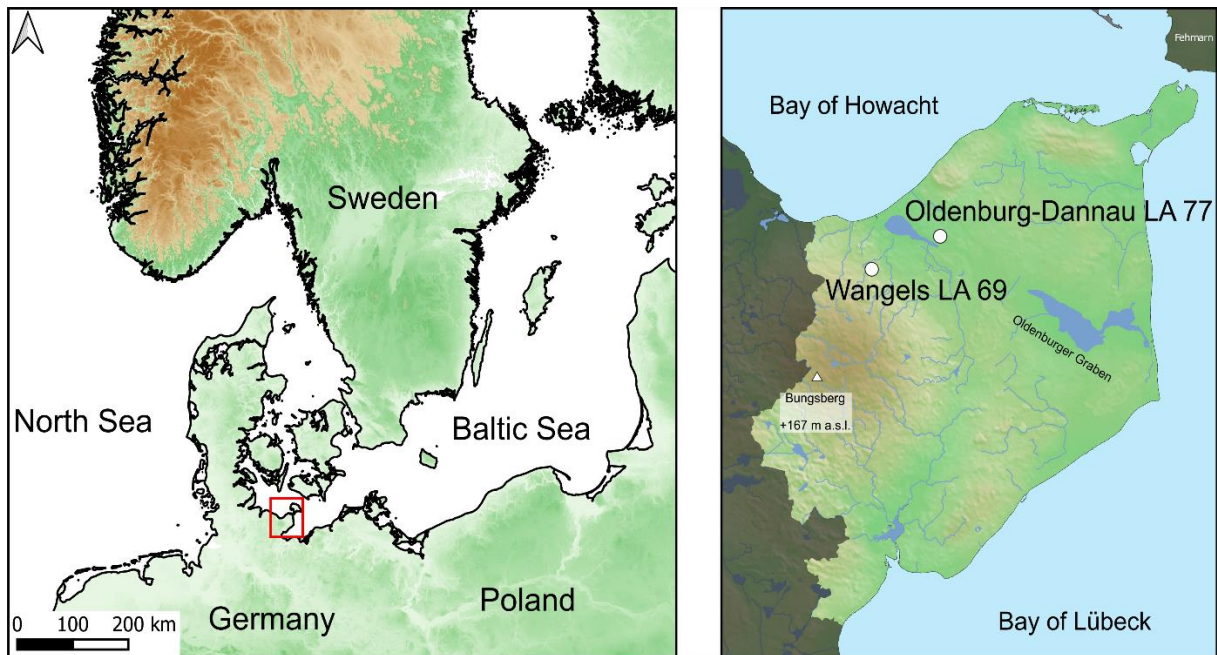 Sweden
North Sea
Baltic Sea
Germany
Poland
0 100 200 km
Fehmarn
Bay of Howacht
Oldenburg-Dannau LA 77
Wangels LA 69
Oldenburger Graben
Bungsberg
+167 m a.s.l.
Bay of Lübeck